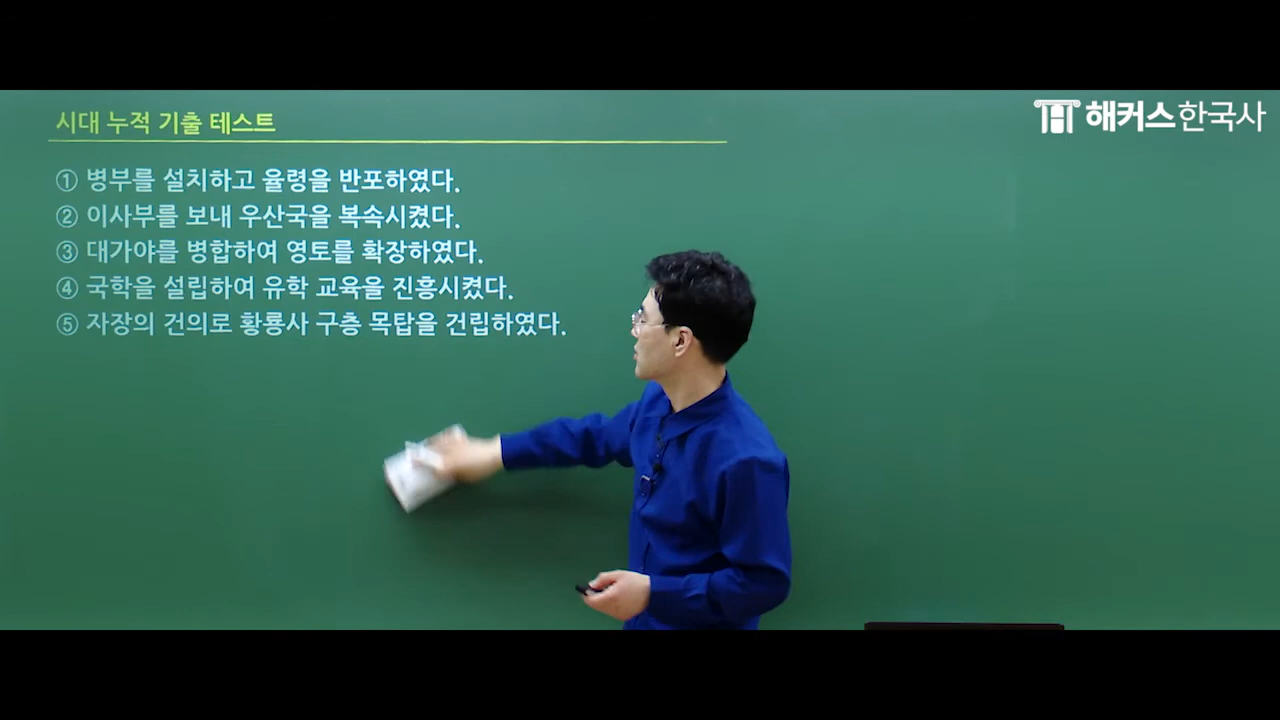 시대 누적 기출 테스트
해커스한국사
① 병부를 설치하고 율령을 반포하였다.
② 이사부를 보내 우산국을 복속시켰다.
③ 대가야를 병합하여 영토를 확장하였다.
④ 국학을 설립하여 유학 교육을 진흥시켰다.
⑤ 자장의 건의로 황룡사 구층 목탑을 건립하였다.